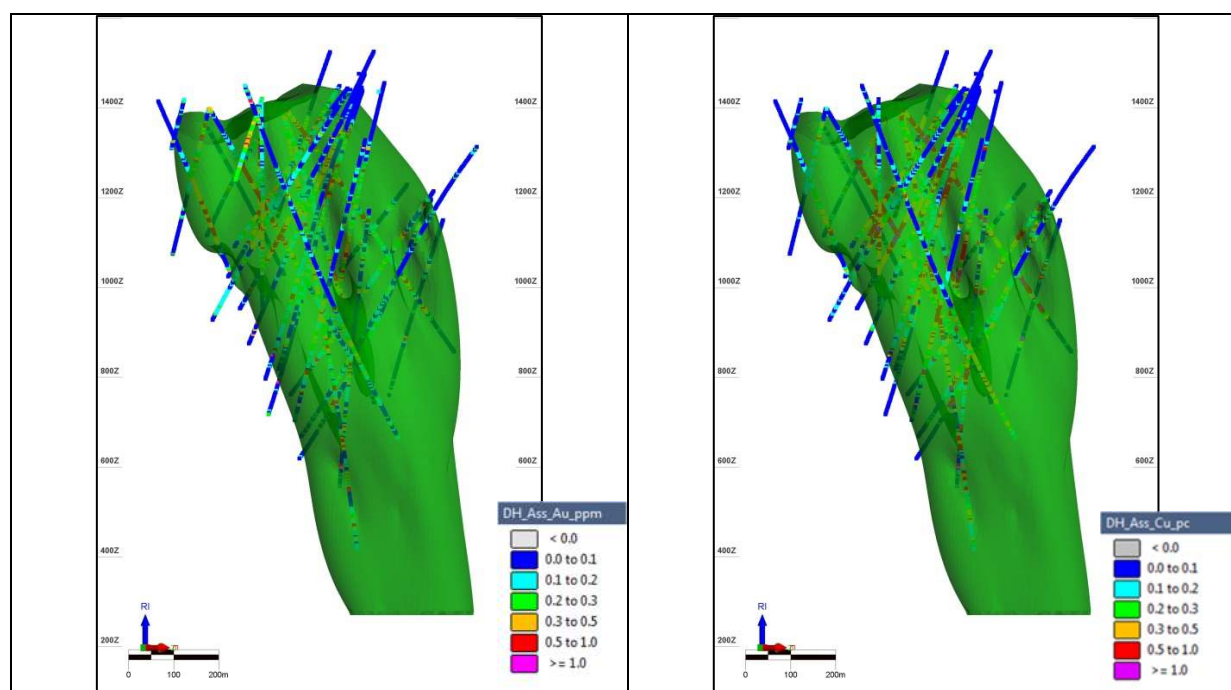 1400Z 1400Z
1200Z 1200Z
1000Z 1000Z
800Z 800Z
600Z 600Z
400Z
200Z
DH_Ass_Au_ppm
< 0.0
0.0 to 0.1
0.1 to 0.2
0.2 to 0.3
0.3 to 0.5
0.5 to 1.0
>= 1.0
Rl
0 100 200m
1400Z 1400Z
1200Z 1200Z
1000Z 1000Z
800Z 800Z
600Z 600Z
400Z
200Z
DH_Ass_Cu_pc
< 0.0
0.0 to 0.1
0.1 to 0.2
0.2 to 0.3
0.3 to 0.5
0.5 to 1.0
>= 1.0
Rl
0 100 200m